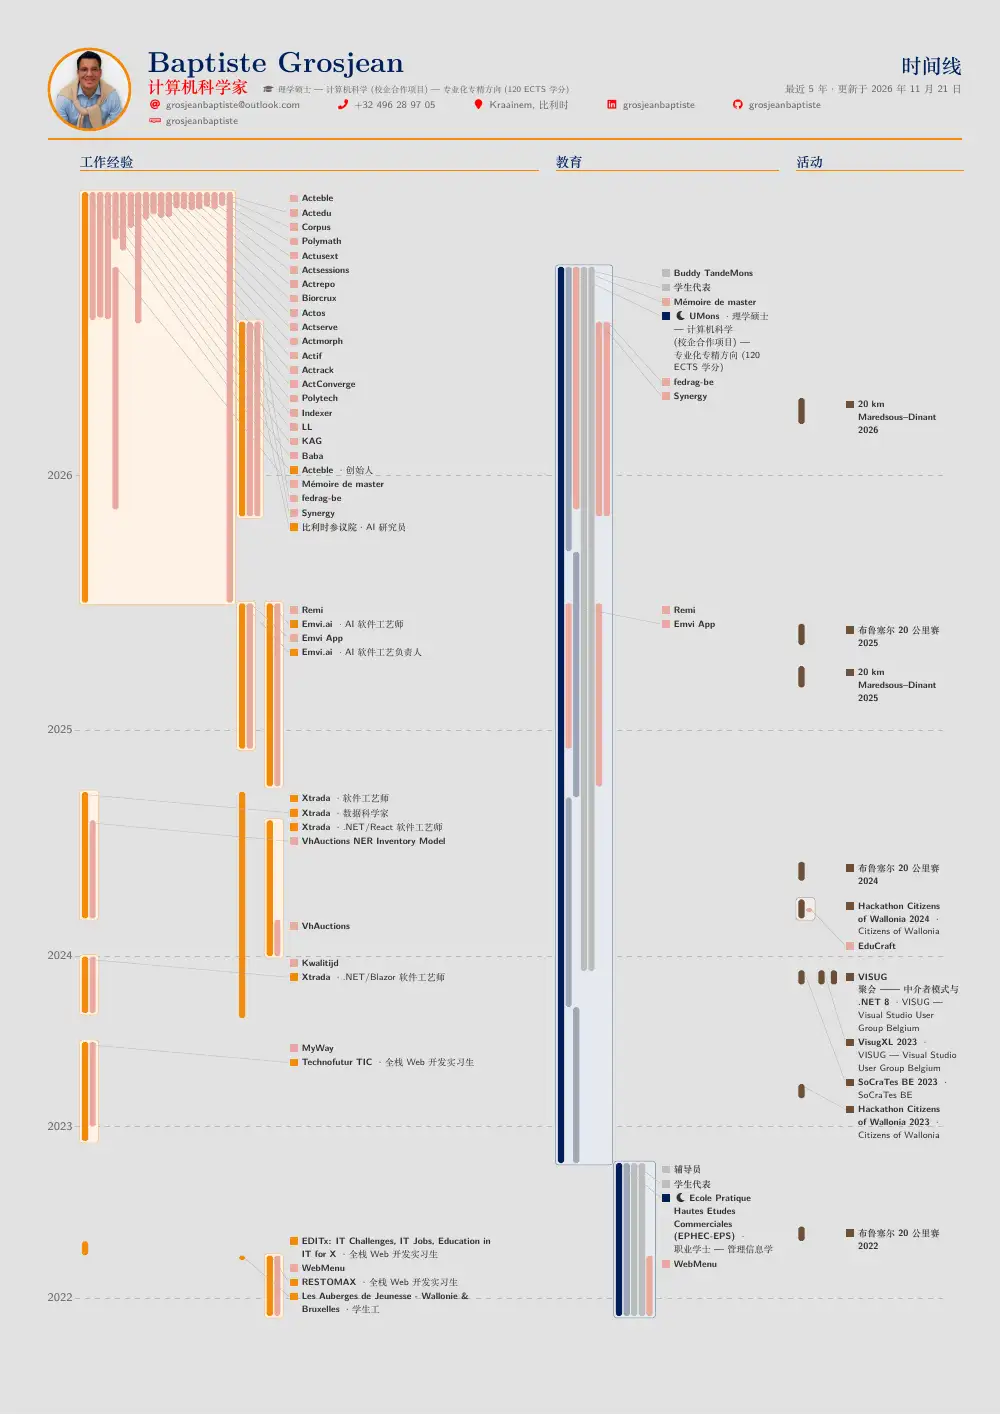 Baptiste Grosjean
时间线
计算机科学家 理学硕士 — 计算机科学 (校企合作项目) — 专业化专精方向 (120 ECTS 学分)
最近 5 年 · 更新于 2026 年 11 月 21 日
grosjeanbaptiste@outlook.com +32 496 28 97 05 Kraainem, 比利时 grosjeanbaptiste grosjeanbaptiste
grosjeanbaptiste
工作经验
Acteble
Actedu
Corpus
Polymath
Actusext
Actsessions
Actrepo
Biorcrux
Actos
Actserve
Actmorph
Actif
Actrack
ActConverge
Polytech
Indexer
LL
KAG
Baba
Acteble · 创始人
2026
Mémoire de master
fedrag-be
Synergy
比利时参议院 · AI 研究员
Remi
Emvi.ai · AI 软件工艺师
Emvi App
Emvi.ai · AI 软件工艺负责人
2025
Xtrada · 软件工艺师
Xtrada · 数据科学家
Xtrada · .NET/React 软件工艺师
VhAuctions NER Inventory Model
VhAuctions
2024
Kwalitijd
Xtrada · .NET/Blazor 软件工艺师
MyWay
Technofutur TIC · 全栈 Web 开发实习生
2023
EDITx: IT Challenges, IT Jobs, Education in
IT for X · 全栈 Web 开发实习生
WebMenu
RESTOMAX · 全栈 Web 开发实习生
2022
Les Auberges de Jeunesse - Wallonie &
Bruxelles · 学生工
教育
Buddy TandeMons
学生代表
Mémoire de master
UMons · 理学硕士
— 计算机科学
(校企合作项目) —
专业化专精方向 (120
ECTS 学分)
fedrag-be
Synergy
Remi
Emvi App
辅导员
学生代表
Ecole Pratique
Hautes Etudes
Commerciales
(EPHEC-EPS) ·
职业学士 — 管理信息学
WebMenu
活动
20 km
Maredsous–Dinant
2026
布鲁塞尔 20 公里赛
2025
20 km
Maredsous–Dinant
2025
布鲁塞尔 20 公里赛
2024
Hackathon Citizens
of Wallonia 2024 ·
Citizens of Wallonia
EduCraft
VISUG
聚会 —— 中介者模式与
.NET 8 · VISUG —
Visual Studio User
Group Belgium
VisugXL 2023 ·
VISUG — Visual Studio
User Group Belgium
SoCraTes BE 2023 ·
SoCraTes BE
Hackathon Citizens
of Wallonia 2023 ·
Citizens of Wallonia
布鲁塞尔 20 公里赛
2022